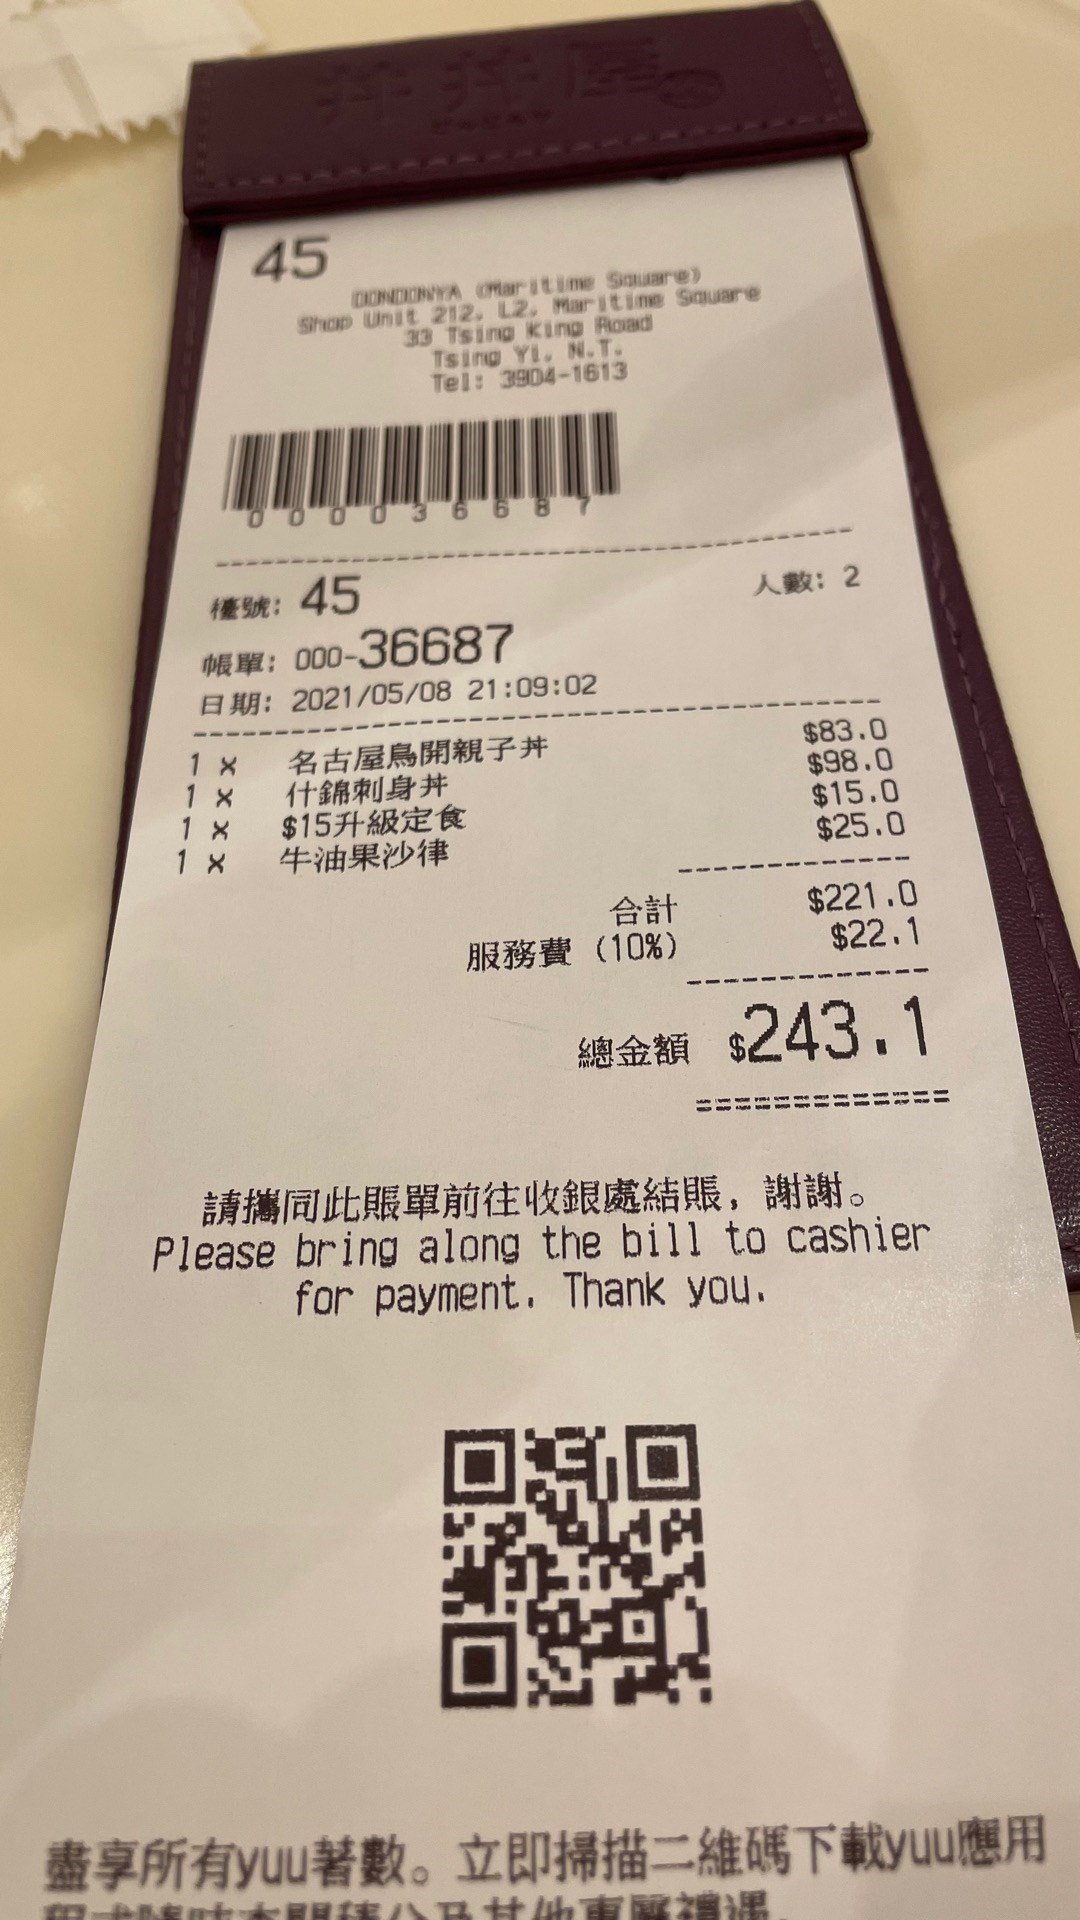 丼丼屋
45
DONDONYA (Maritime Square)
Shop Unit 212, L2, Maritime Square
33 Tsing King Road
Tsing Yi, N.T.
Tel: 3904-1613
00036687
檯號: 45 人數: 2
帳單: 000-36687
日期: 2021/05/08 21:09:02
1 x 名古屋鳥開親子丼 $83.0
1 x 什錦刺身丼 $98.0
1 x $15升級定食 $15.0
1 x 牛油果沙律 $25.0
合計 $221.0
服務費 (10%) $22.1
總金額 $243.1
請攜同此賬單前往收銀處結賬, 謝謝。
Please bring along the bill to cashier
for payment. Thank you.
盡享所有yuu著數。立即掃描二維碼下載yuu應用